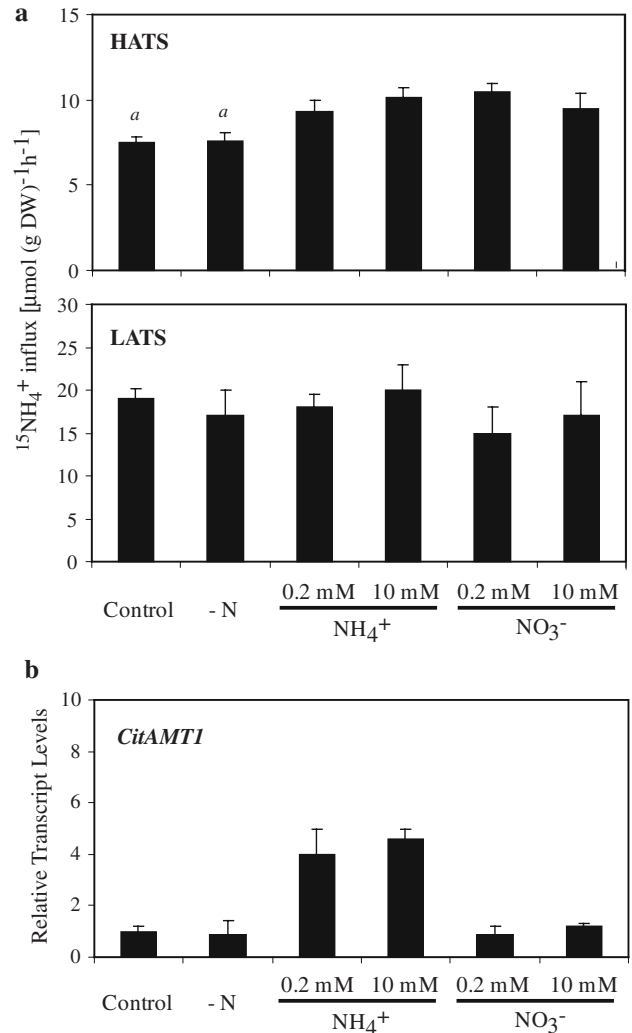 a
15
HATS
a
a
10
5
0
30
LATS
25
20
15
10
5
0
¹⁵NH₄⁺ influx [µmol (g DW)⁻¹h⁻¹]
0.2 mM 10 mM 0.2 mM 10 mM
Control - N NH₄⁺ NO₃⁻
b
10
CitAMT1
8
6
4
2
0
Relative Transcript Levels
0.2 mM 10 mM 0.2 mM 10 mM
Control - N NH₄⁺ NO₃⁻